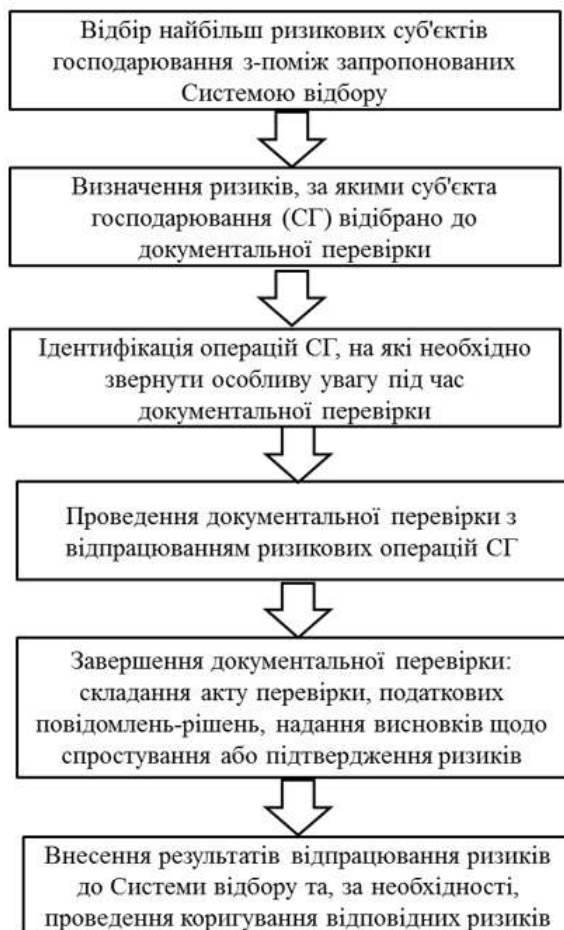 Відбір найбільш ризикових суб'єктів
господарювання з-поміж запропонованих
Системою відбору
Визначення ризиків, за якими суб'єкта
господарювання (СГ) відібрано до
документальної перевірки
Ідентифікація операцій СГ, на які необхідно
звернути особливу увагу під час
документальної перевірки
Проведення документальної перевірки з
відпрацюванням ризикових операцій СГ
Завершення документальної перевірки:
складання акту перевірки, податкових
повідомлень-рішень, надання висновків щодо
спростування або підтвердження ризиків
Внесення результатів відпрацювання ризиків
до Системи відбору та, за необхідності,
проведення коригування відповідних ризиків